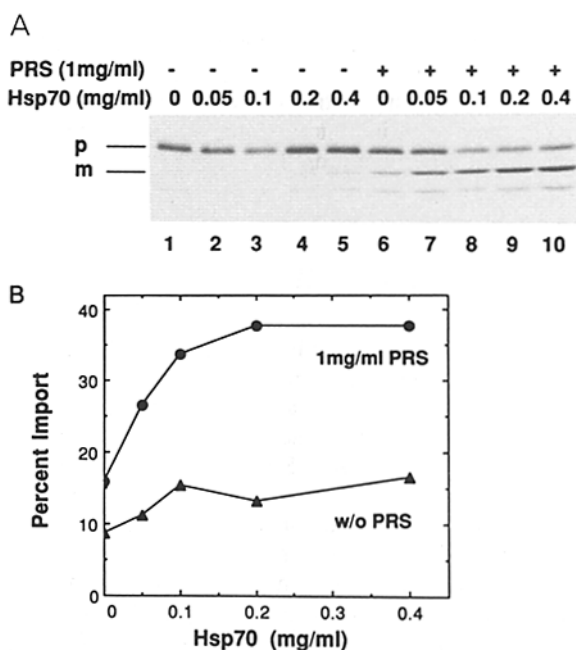 A
PRS (1mg/ml) - - - - - + + + + +
Hsp70 (mg/ml) 0 0.05 0.1 0.2 0.4 0 0.05 0.1 0.2 0.4
p
m
1 2 3 4 5 6 7 8 9 10
B
40
30
20
10
0
Percent Import
1mg/ml PRS
w/o PRS
0 0.1 0.2 0.3 0.4
Hsp70 (mg/ml)